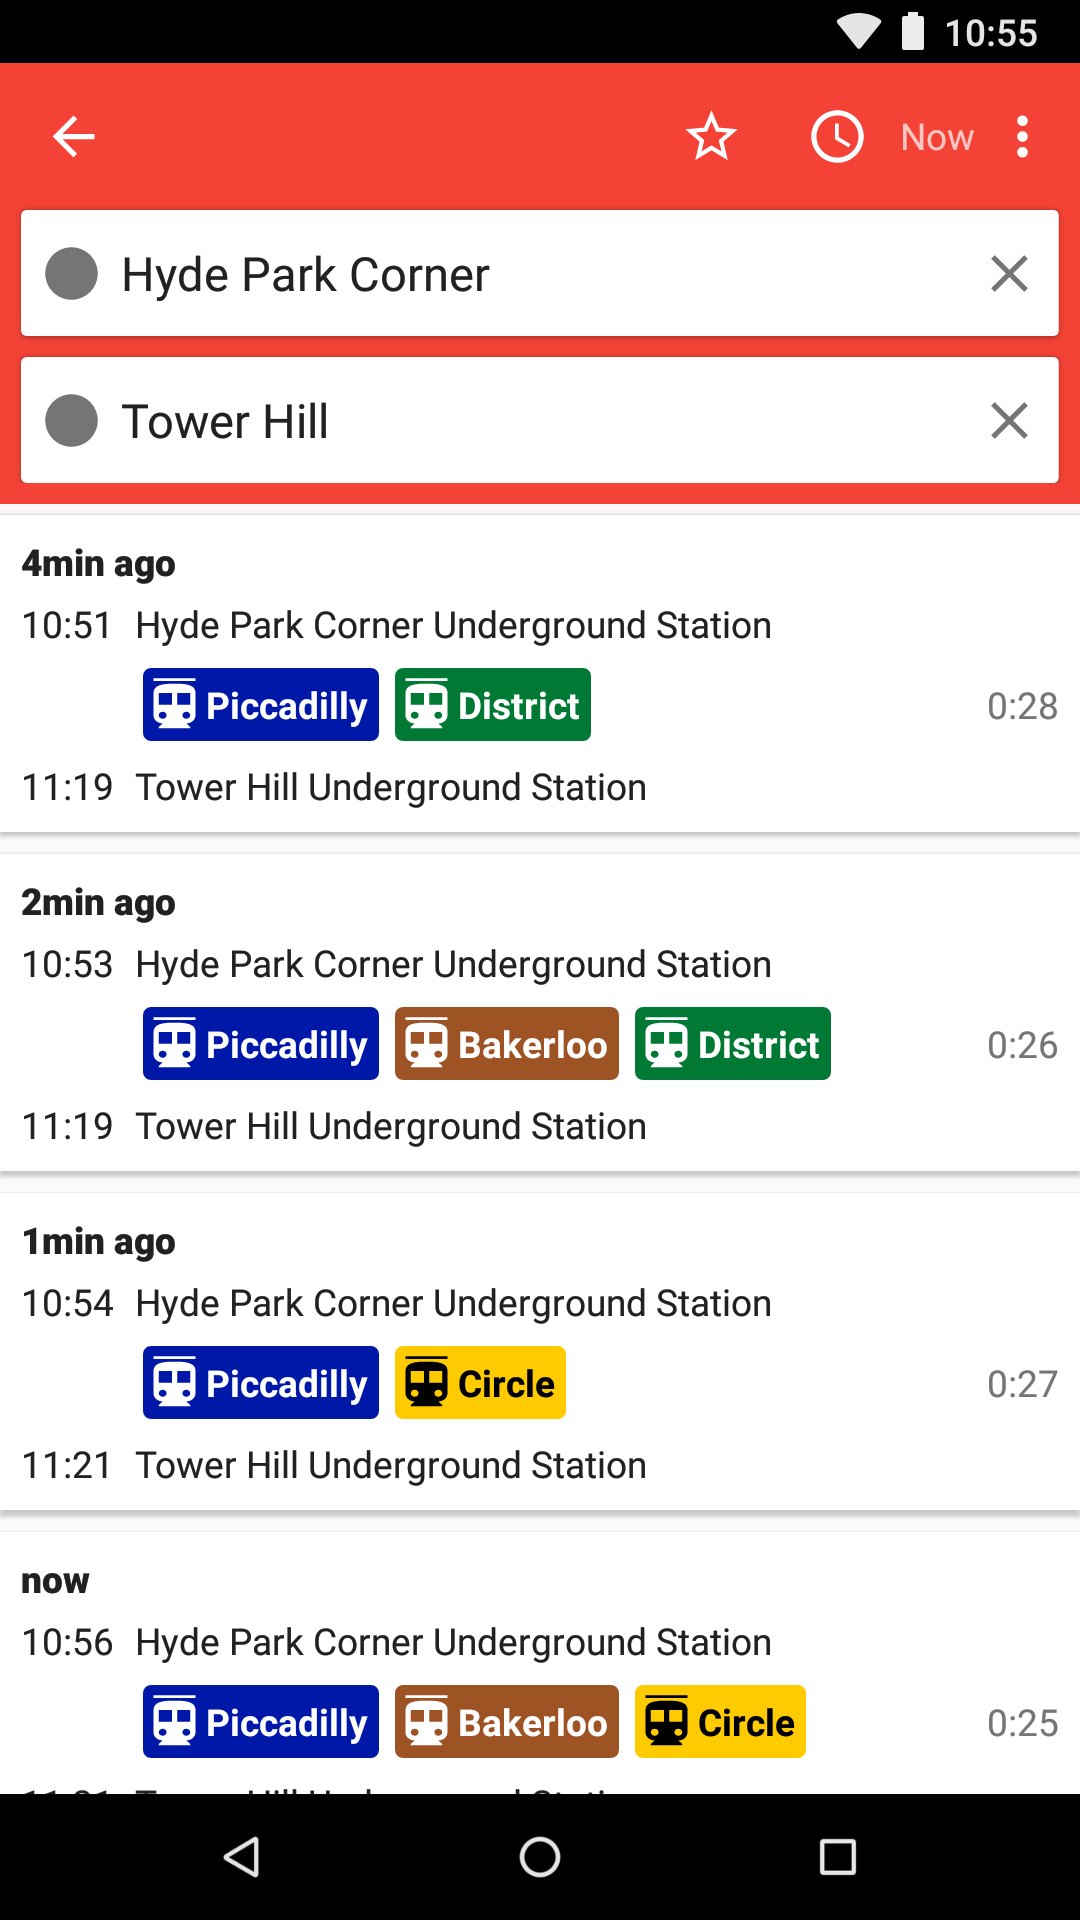 10:55
Now
Hyde Park Corner
Tower Hill
4min ago
10:51 Hyde Park Corner Underground Station
Piccadilly District 0:28
11:19 Tower Hill Underground Station
2min ago
10:53 Hyde Park Corner Underground Station
Piccadilly Bakerloo District 0:26
11:19 Tower Hill Underground Station
1min ago
10:54 Hyde Park Corner Underground Station
Piccadilly Circle 0:27
11:21 Tower Hill Underground Station
now
10:56 Hyde Park Corner Underground Station
Piccadilly Bakerloo Circle 0:25